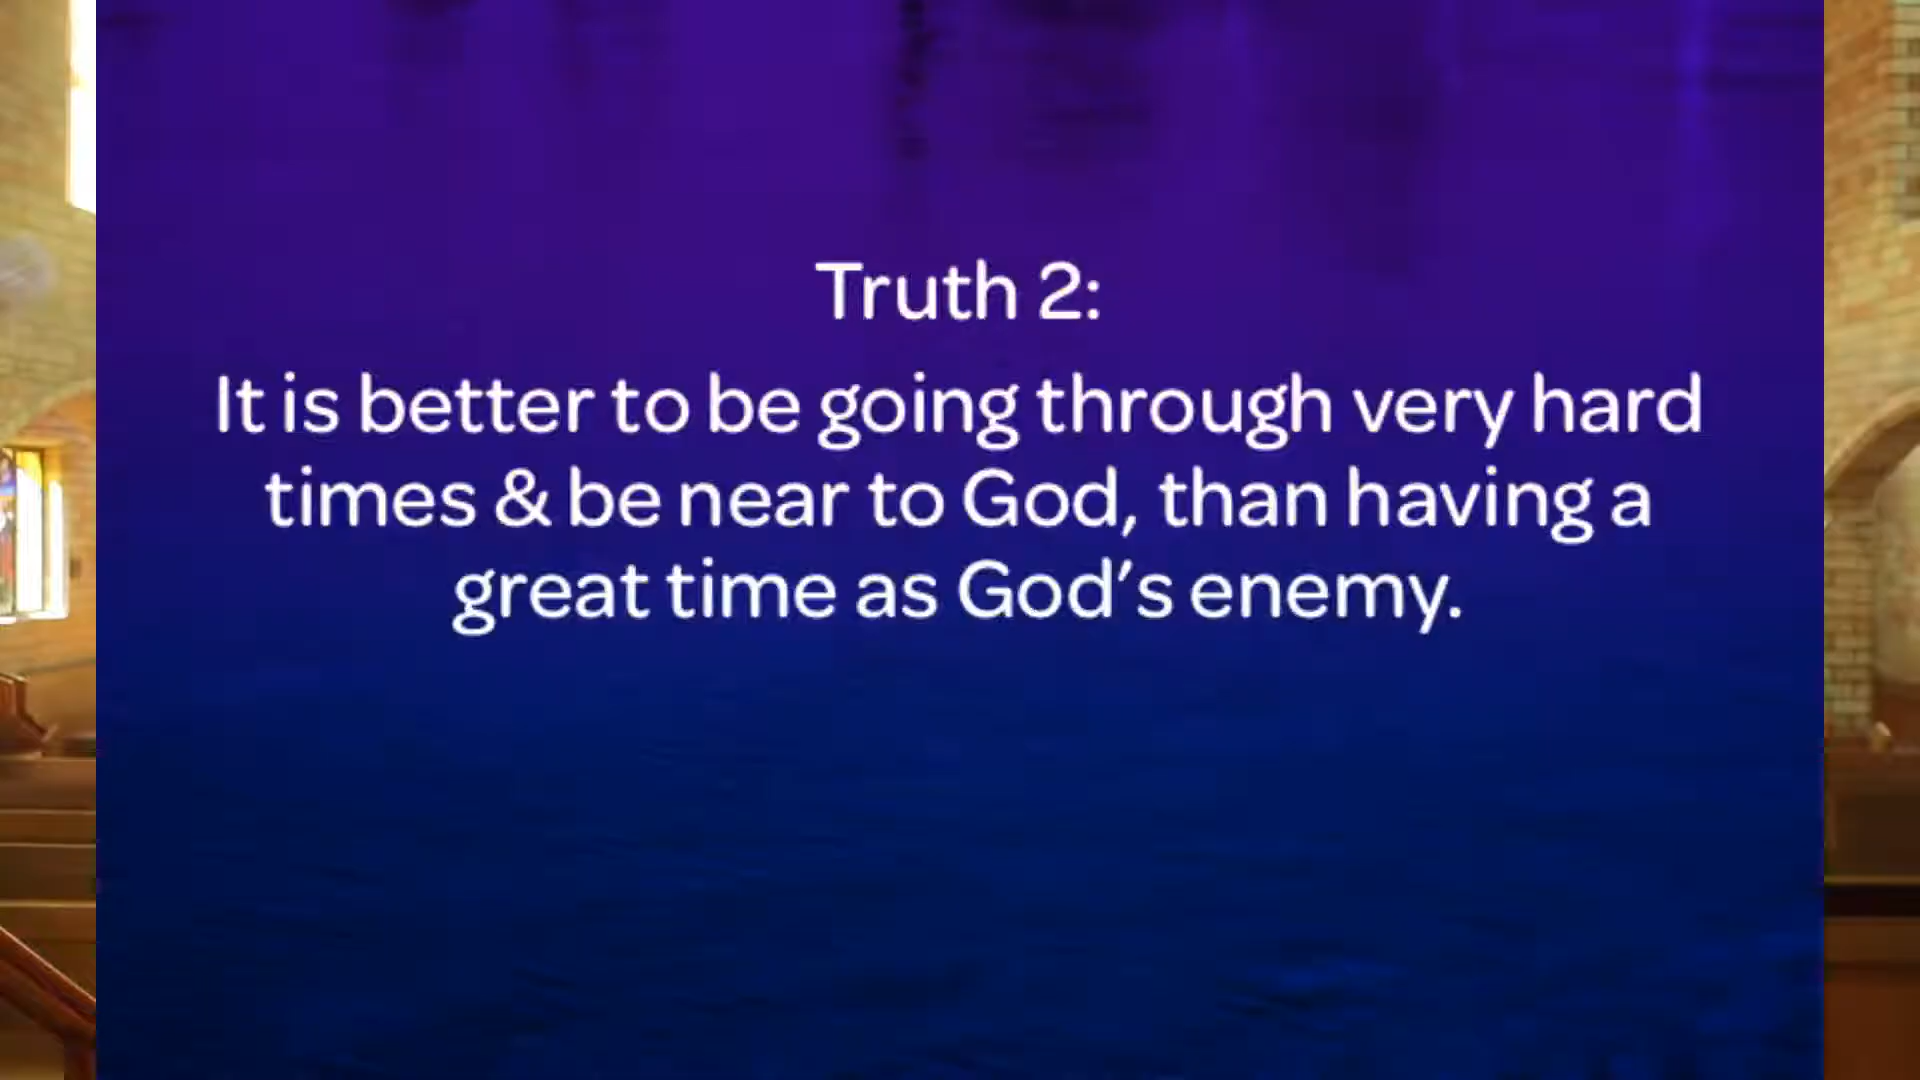 Truth 2:
It is better to be going through very hard
times & be near to God, than having a
great time as God's enemy.